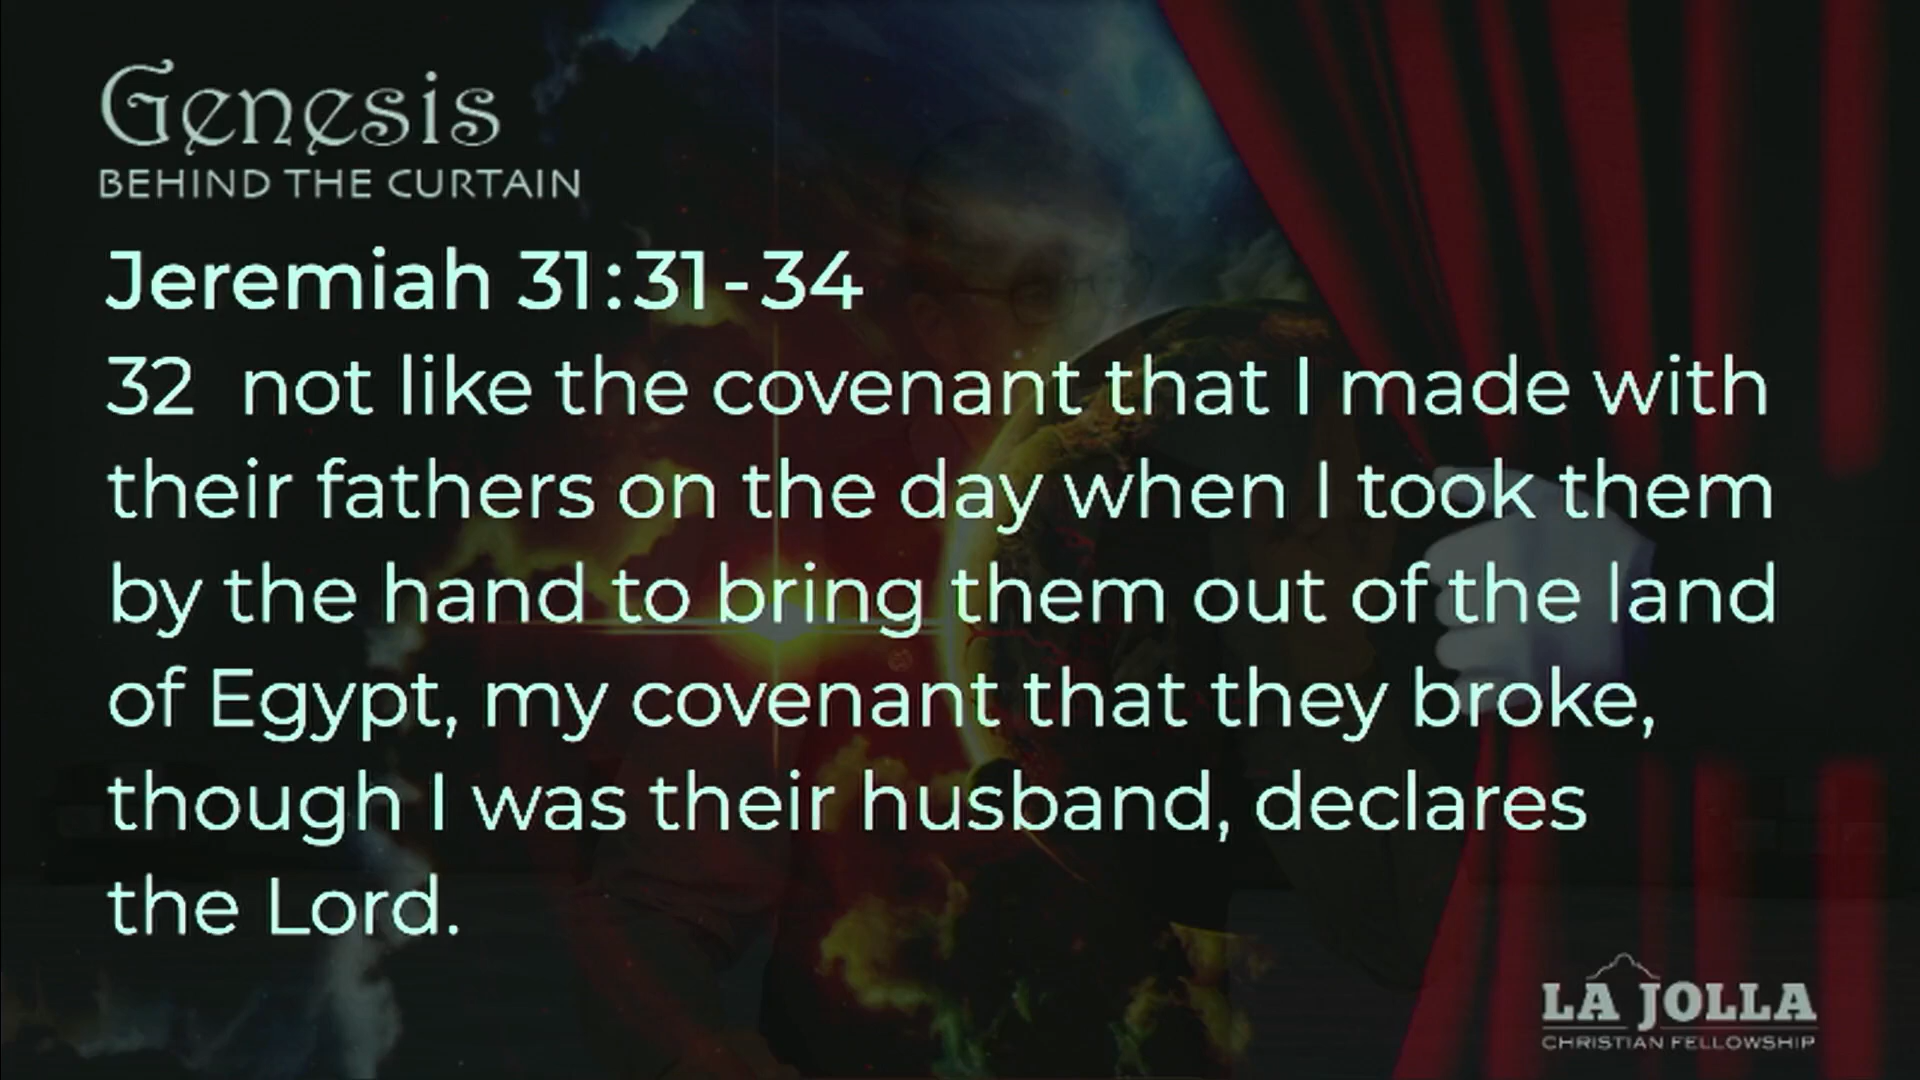 Genesis
BEHIND THE CURTAIN
Jeremiah 31:31-34
32 not like the covenant that I made with
their fathers on the day when I took them
by the hand to bring them out of the land
of Egypt, my covenant that they broke,
though I was their husband, declares
the Lord.
LA JOLLA
CHRISTIAN FELLOWSHIP